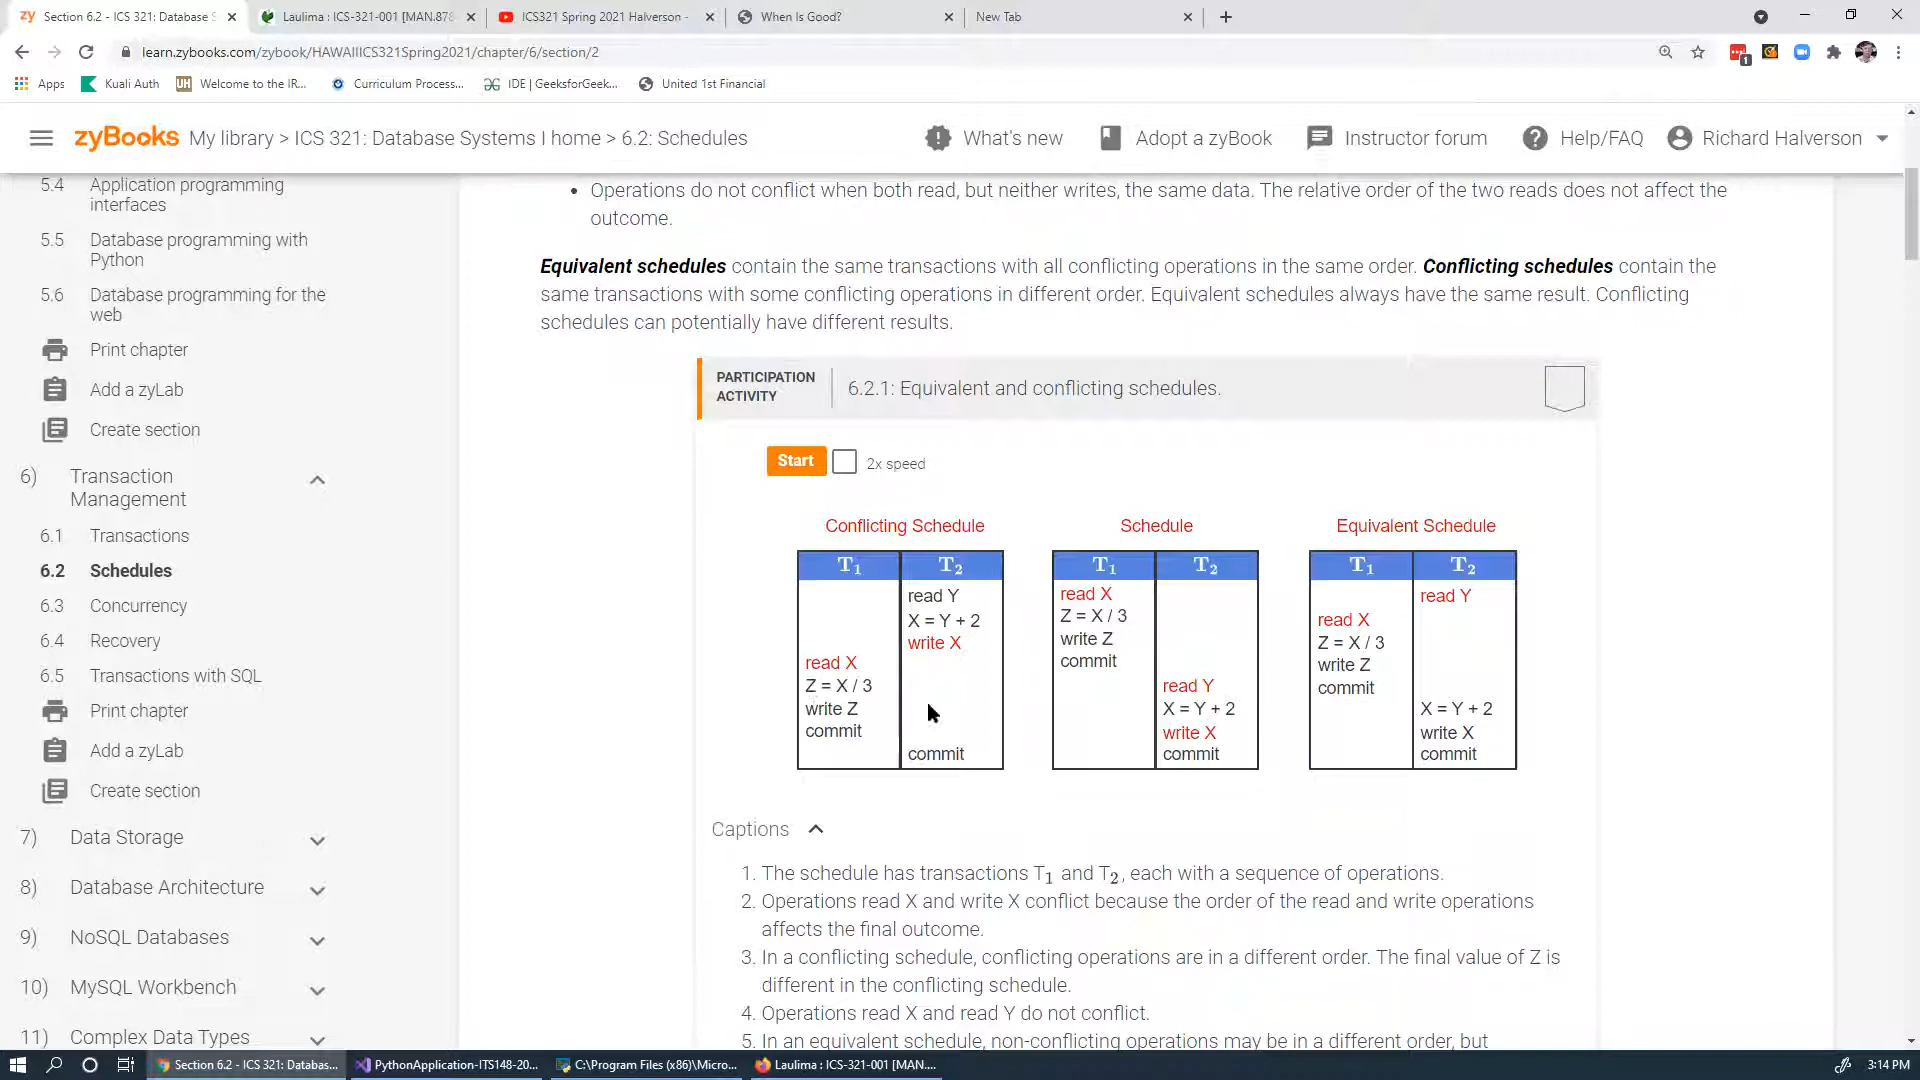 Section 6.2 - ICS 321: Database S
Laulima : ICS-321-001 [MAN.878
ICS321 Spring 2021 Halverson -
When Is Good?
New Tab
learn.zybooks.com/zybook/HAWAIIICS321Spring2021/chapter/6/section/2
Apps
Kuali Auth
Welcome to the IR...
Curriculum Process...
IDE | GeeksforGeek...
United 1st Financial
zyBooks My library > ICS 321: Database Systems I home > 6.2: Schedules
What's new
Adopt a zyBook
Instructor forum
Help/FAQ
Richard Halverson
5.4 Application programming
interfaces
5.5 Database programming with
Python
5.6 Database programming for the
web
Print chapter
Add a zyLab
Create section
6) Transaction
Management
6.1 Transactions
6.2 Schedules
6.3 Concurrency
6.4 Recovery
6.5 Transactions with SQL
Print chapter
Add a zyLab
Create section
7) Data Storage
8) Database Architecture
9) NoSQL Databases
10) MySQL Workbench
11) Complex Data Types
• Operations do not conflict when both read, but neither writes, the same data. The relative order of the two reads does not affect the
outcome.
Equivalent schedules contain the same transactions with all conflicting operations in the same order. Conflicting schedules contain the
same transactions with some conflicting operations in different order. Equivalent schedules always have the same result. Conflicting
schedules can potentially have different results.
PARTICIPATION
ACTIVITY
6.2.1: Equivalent and conflicting schedules.
Start
2x speed
Conflicting Schedule
T1 T2
read Y
X = Y + 2
write X
read X
Z = X / 3
write Z
commit
commit
Schedule
T1 T2
read X
Z = X / 3
write Z
commit
read Y
X = Y + 2
write X
commit
Equivalent Schedule
T1 T2
read Y
read X
Z = X / 3
write Z
commit
X = Y + 2
write X
commit
Captions
1. The schedule has transactions T1 and T2, each with a sequence of operations.
2. Operations read X and write X conflict because the order of the read and write operations
affects the final outcome.
3. In a conflicting schedule, conflicting operations are in a different order. The final value of Z is
different in the conflicting schedule.
4. Operations read X and read Y do not conflict.
5. In an equivalent schedule, non-conflicting operations may be in a different order, but
Section 6.2 - ICS 321: Databas...
PythonApplication-ITS148-20...
C:\Program Files (x86)\Micro...
Laulima : ICS-321-001 [MAN....
3:14 PM